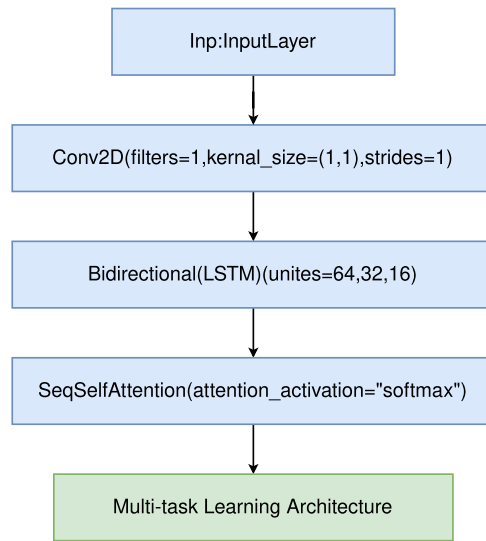 Inp:InputLayer
Conv2D(filters=1,kernal_size=(1,1),strides=1)
Bidirectional(LSTM)(unites=64,32,16)
SeqSelfAttention(attention_activation="softmax")
Multi-task Learning Architecture